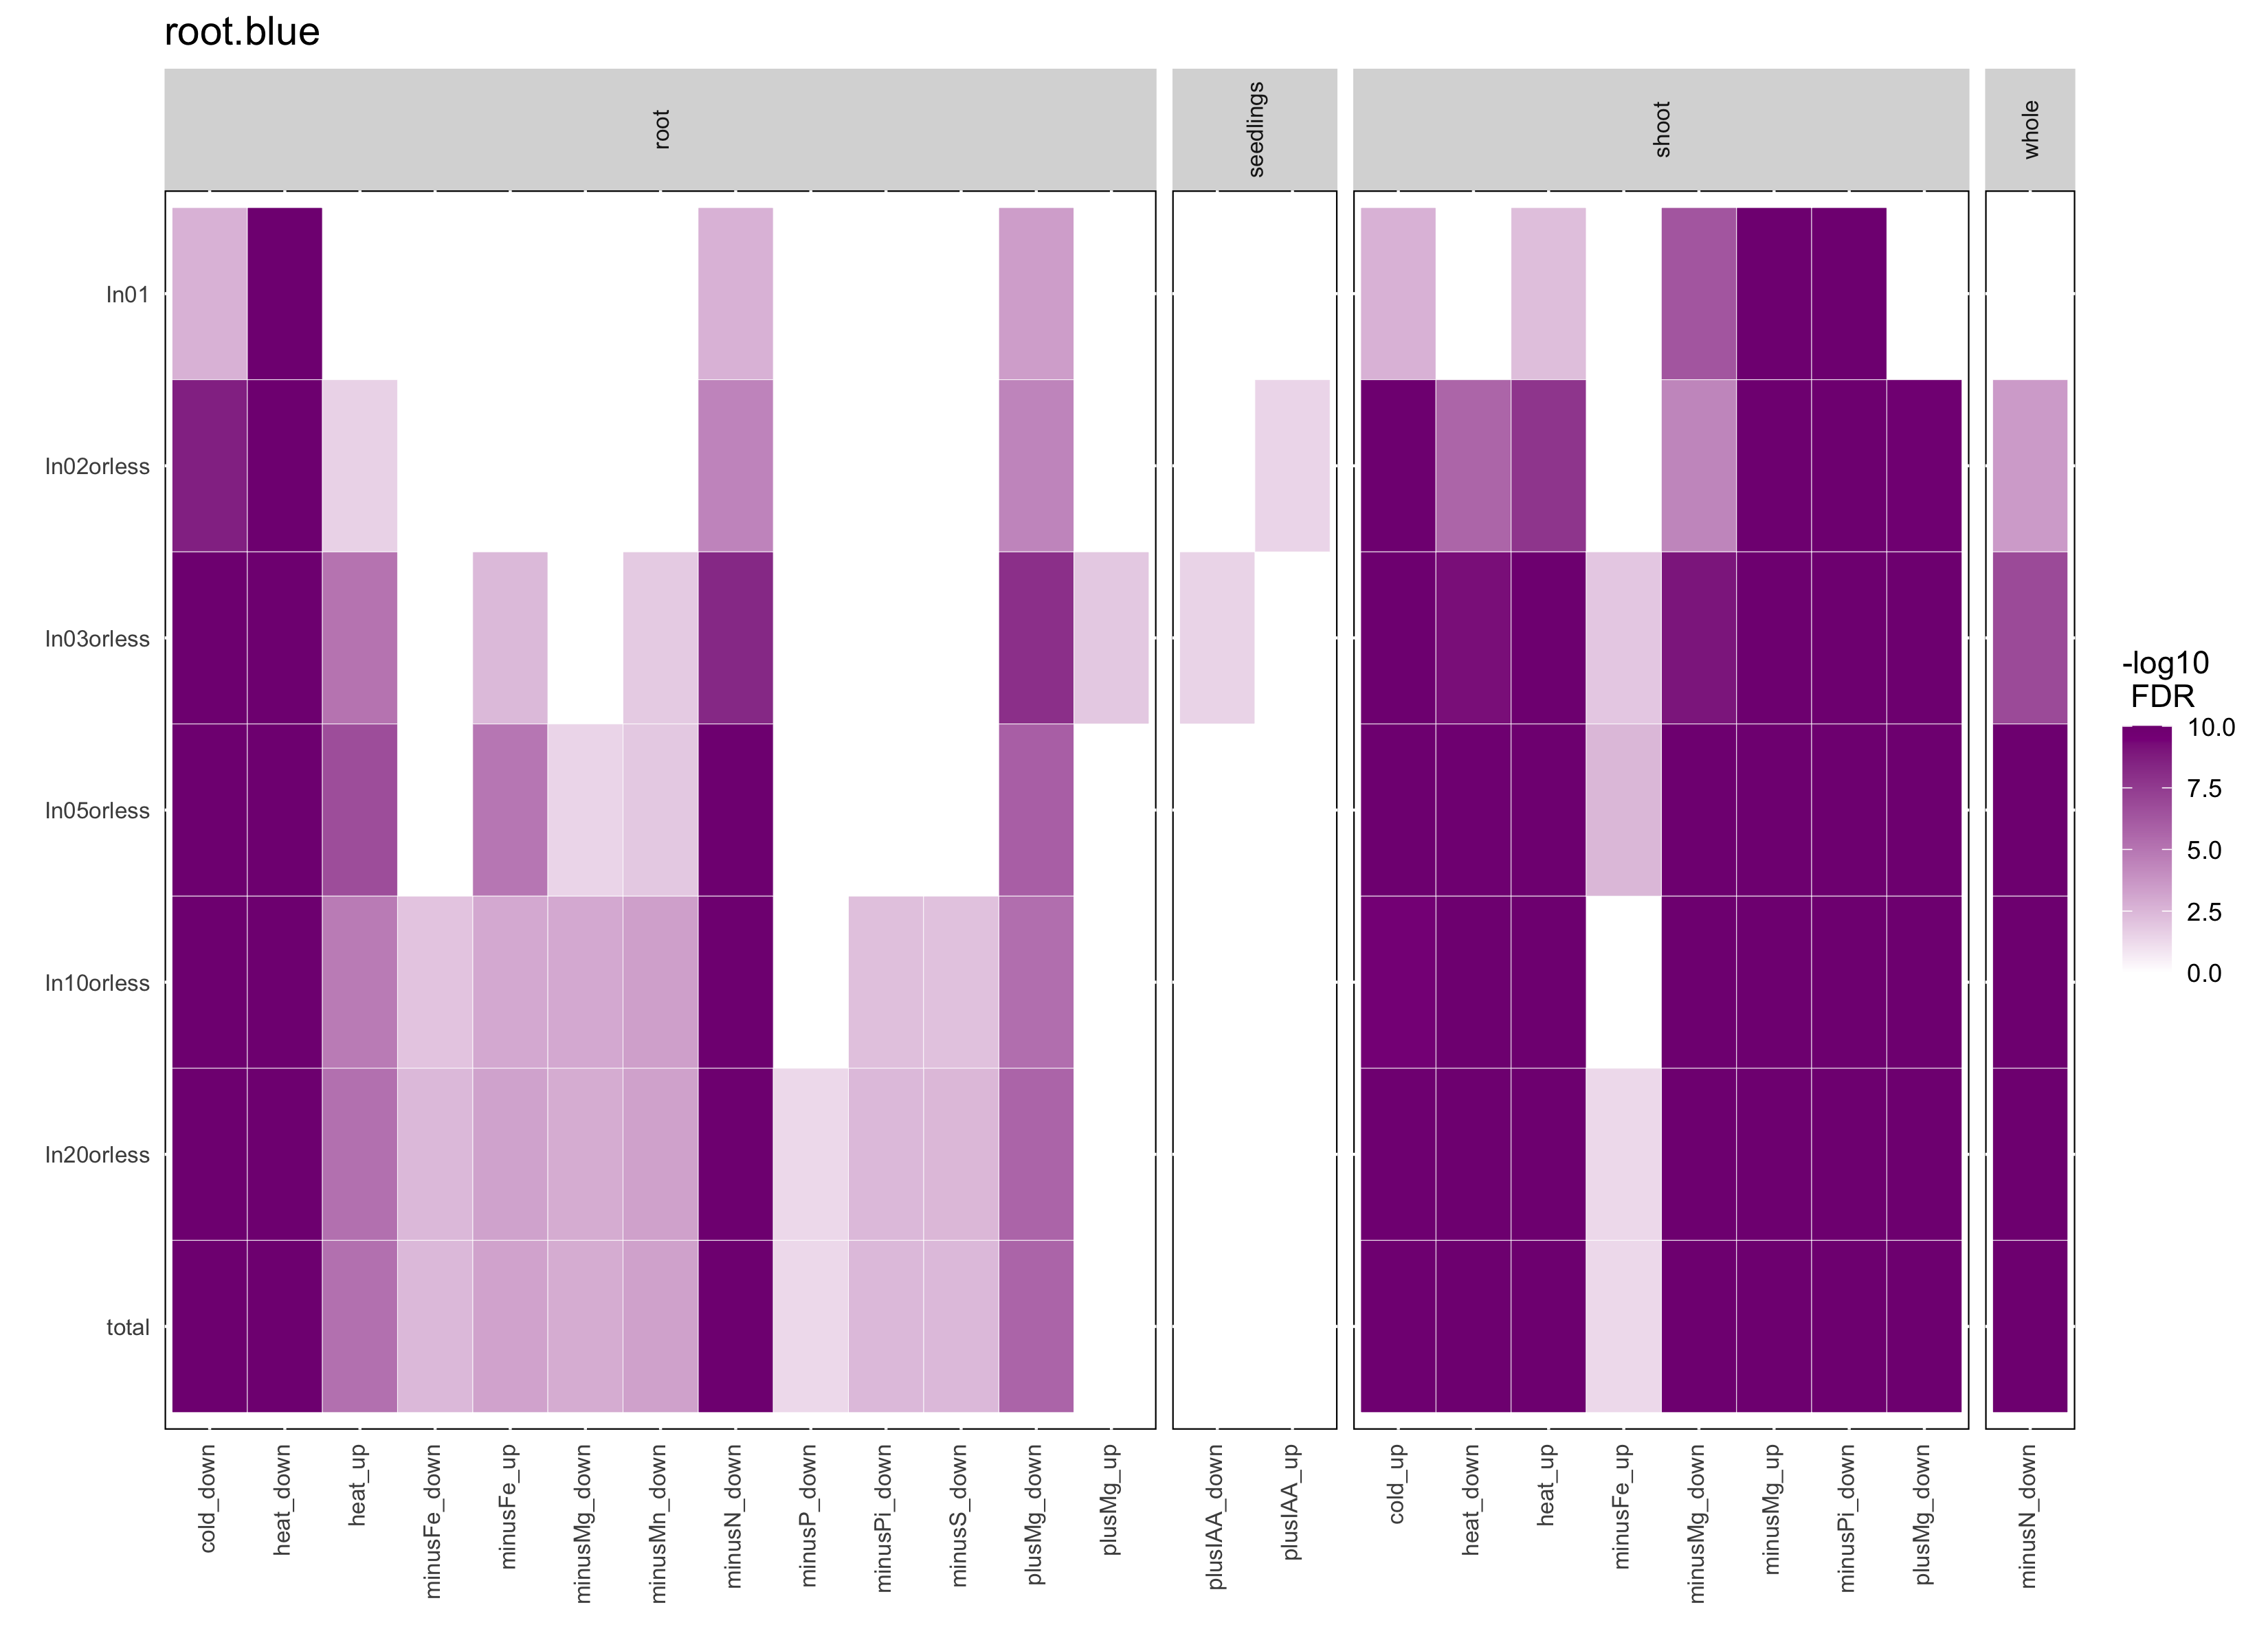 root.blue
root
seedlings
shoot
whole
In01
In02orless
In03orless
In05orless
In10orless
In20orless
total
cold_down
heat_down
heat_up
minusFe_down
minusFe_up
minusMg_down
minusMn_down
minusN_down
minusP_down
minusPi_down
minusS_down
plusMg_down
plusMg_up
plusIAA_down
plusIAA_up
cold_up
heat_down
heat_up
minusFe_up
minusMg_down
minusMg_up
minusPi_down
plusMg_down
minusN_down
-log10
FDR
10.0
7.5
5.0
2.5
0.0